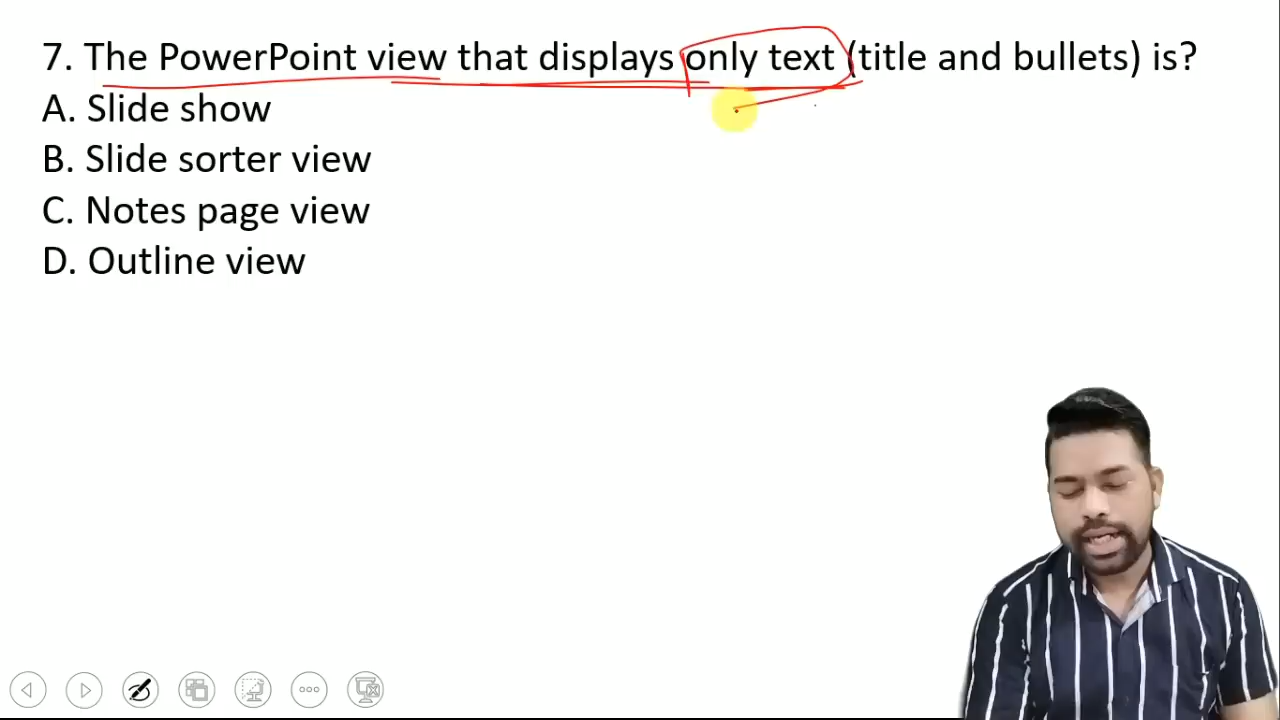 7. The PowerPoint view that displays only text (title and bullets) is?
A. Slide show
B. Slide sorter view
C. Notes page view
D. Outline view